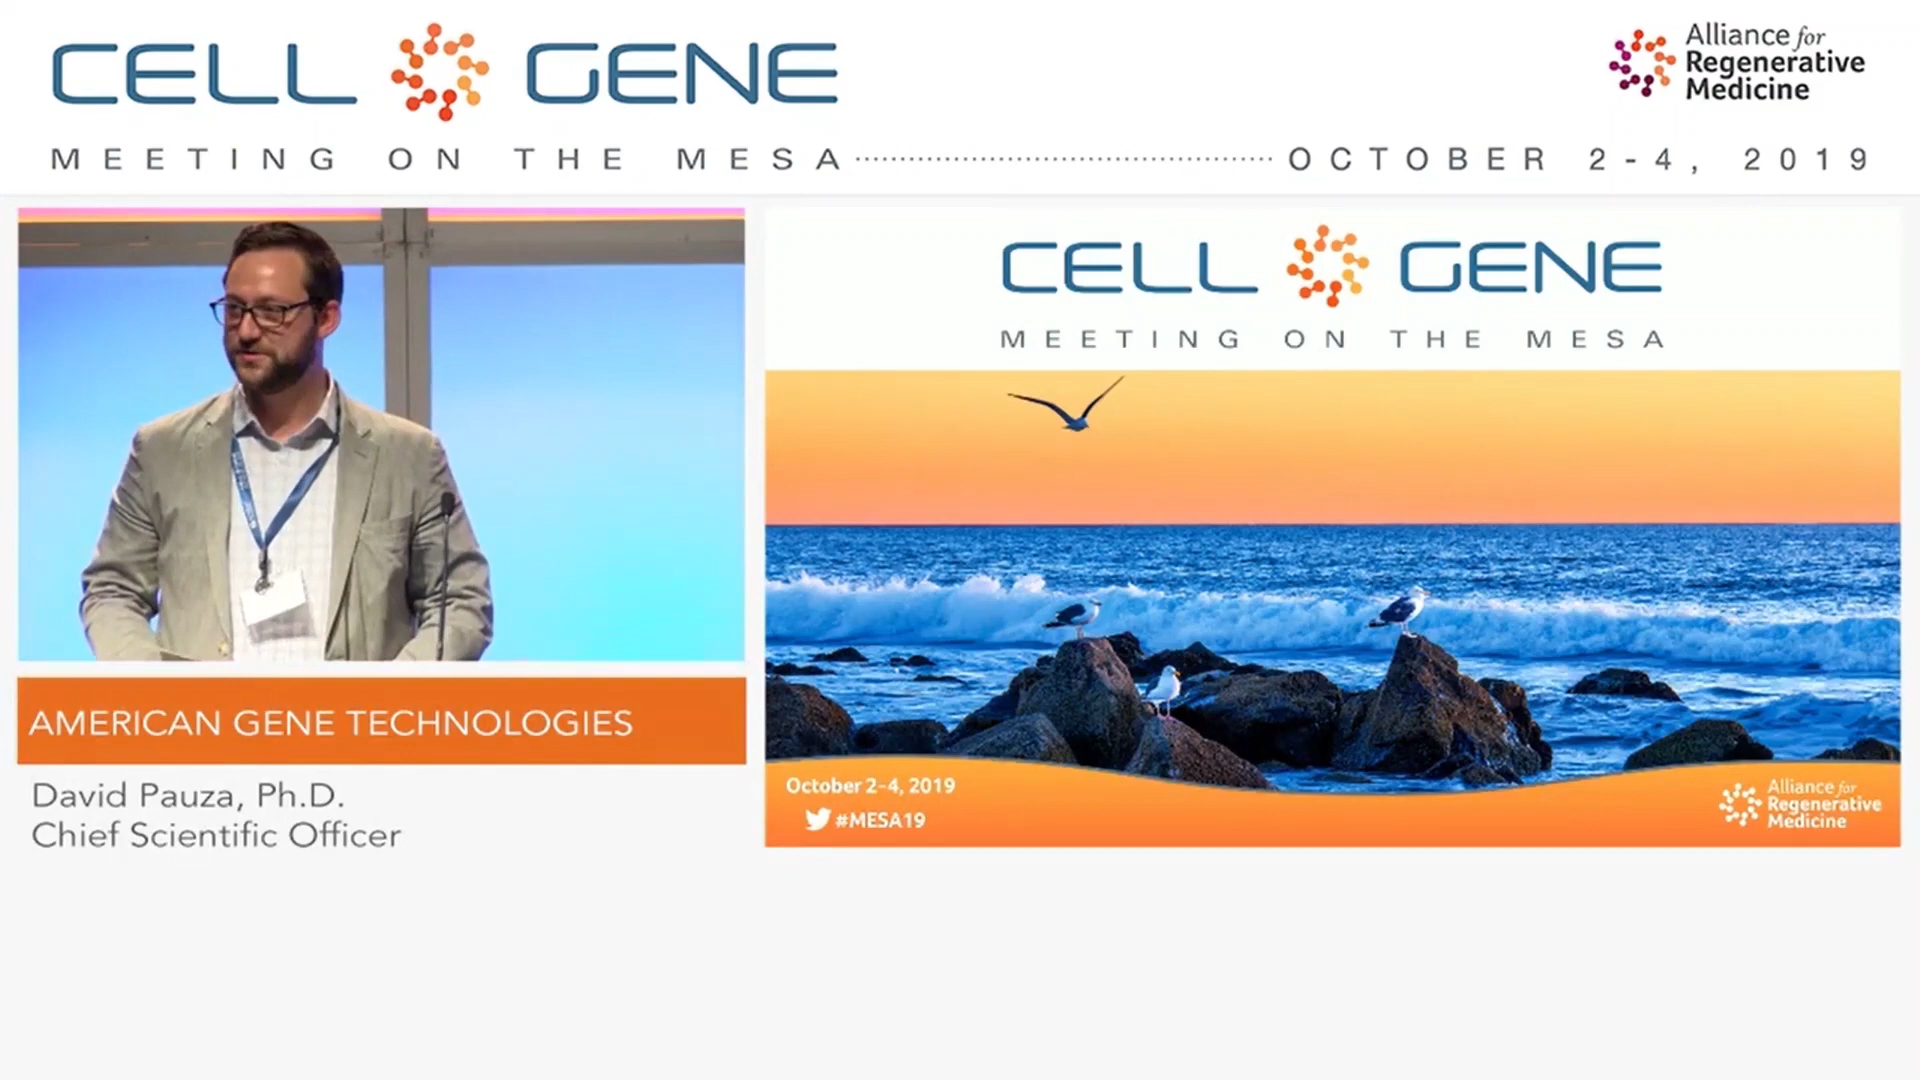 CELL GENE
MEETING ON THE MESA
OCTOBER 2-4, 2019
Alliance for
Regenerative
Medicine
AMERICAN GENE TECHNOLOGIES
David Pauza, Ph.D.
Chief Scientific Officer
CELL GENE
MEETING ON THE MESA
October 2-4, 2019
#MESA19
Alliance for
Regenerative
Medicine